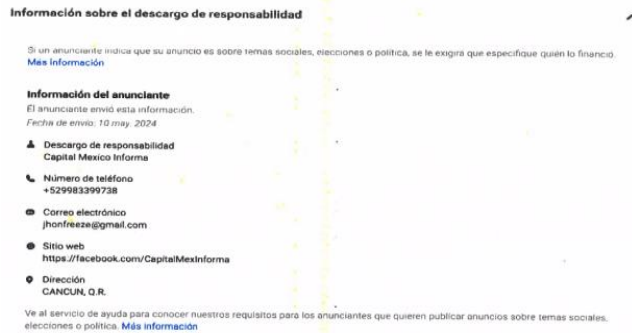 Información sobre el descargo de responsabilidad
Si un anunciante indica que su anuncio es sobre temas sociales, elecciones o política, se le exigirá que especifique quién lo financió.
Más información
Información del anunciante
El anunciante envió esta información.
Fecha de envío: 10 may. 2024
Descargo de responsabilidad
Capital Mexico Informa
Número de teléfono
+529983399738
Correo electrónico
jhonfreeze@gmail.com
Sitio web
https://facebook.com/CapitalMexInforma
Dirección
CANCUN, Q.R.
Ve al servicio de ayuda para conocer nuestros requisitos para los anunciantes que quieren publicar anuncios sobre temas sociales,
elecciones o política. Más información